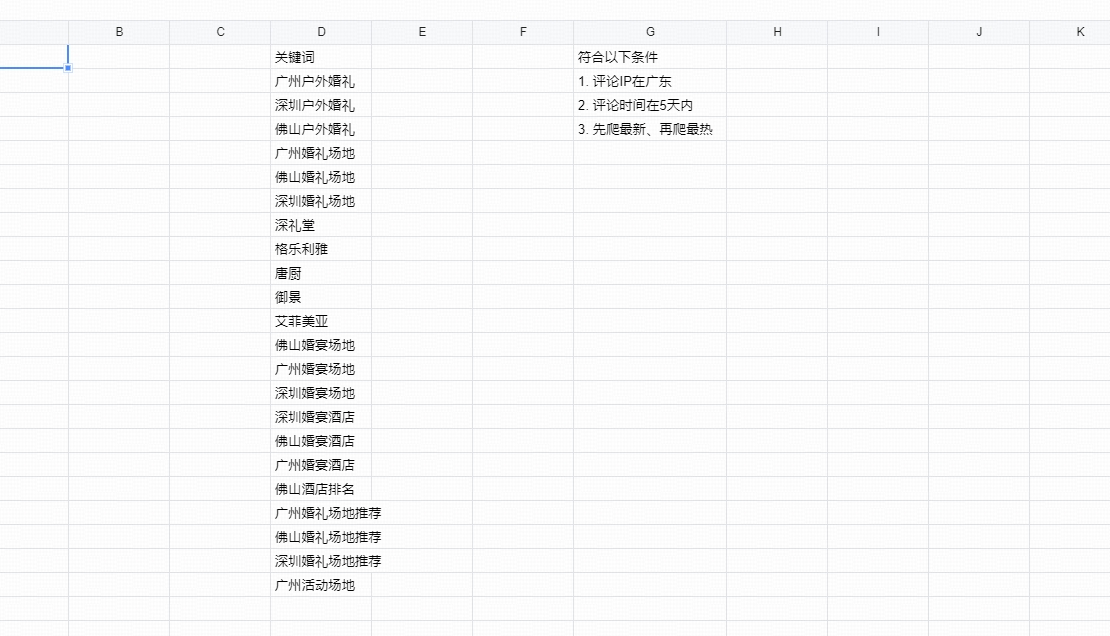 B C D E F G H I J K
关键词 符合以下条件
广州户外婚礼 1. 评论IP在广东
深圳户外婚礼 2. 评论时间在5天内
佛山户外婚礼 3. 先爬最新、再爬最热
广州婚礼场地
佛山婚礼场地
深圳婚礼场地
深礼堂
格乐利雅
唐厨
御景
艾菲美亚
佛山婚宴场地
广州婚宴场地
深圳婚宴场地
深圳婚宴酒店
佛山婚宴酒店
广州婚宴酒店
佛山酒店排名
广州婚礼场地推荐
佛山婚礼场地推荐
深圳婚礼场地推荐
广州活动场地